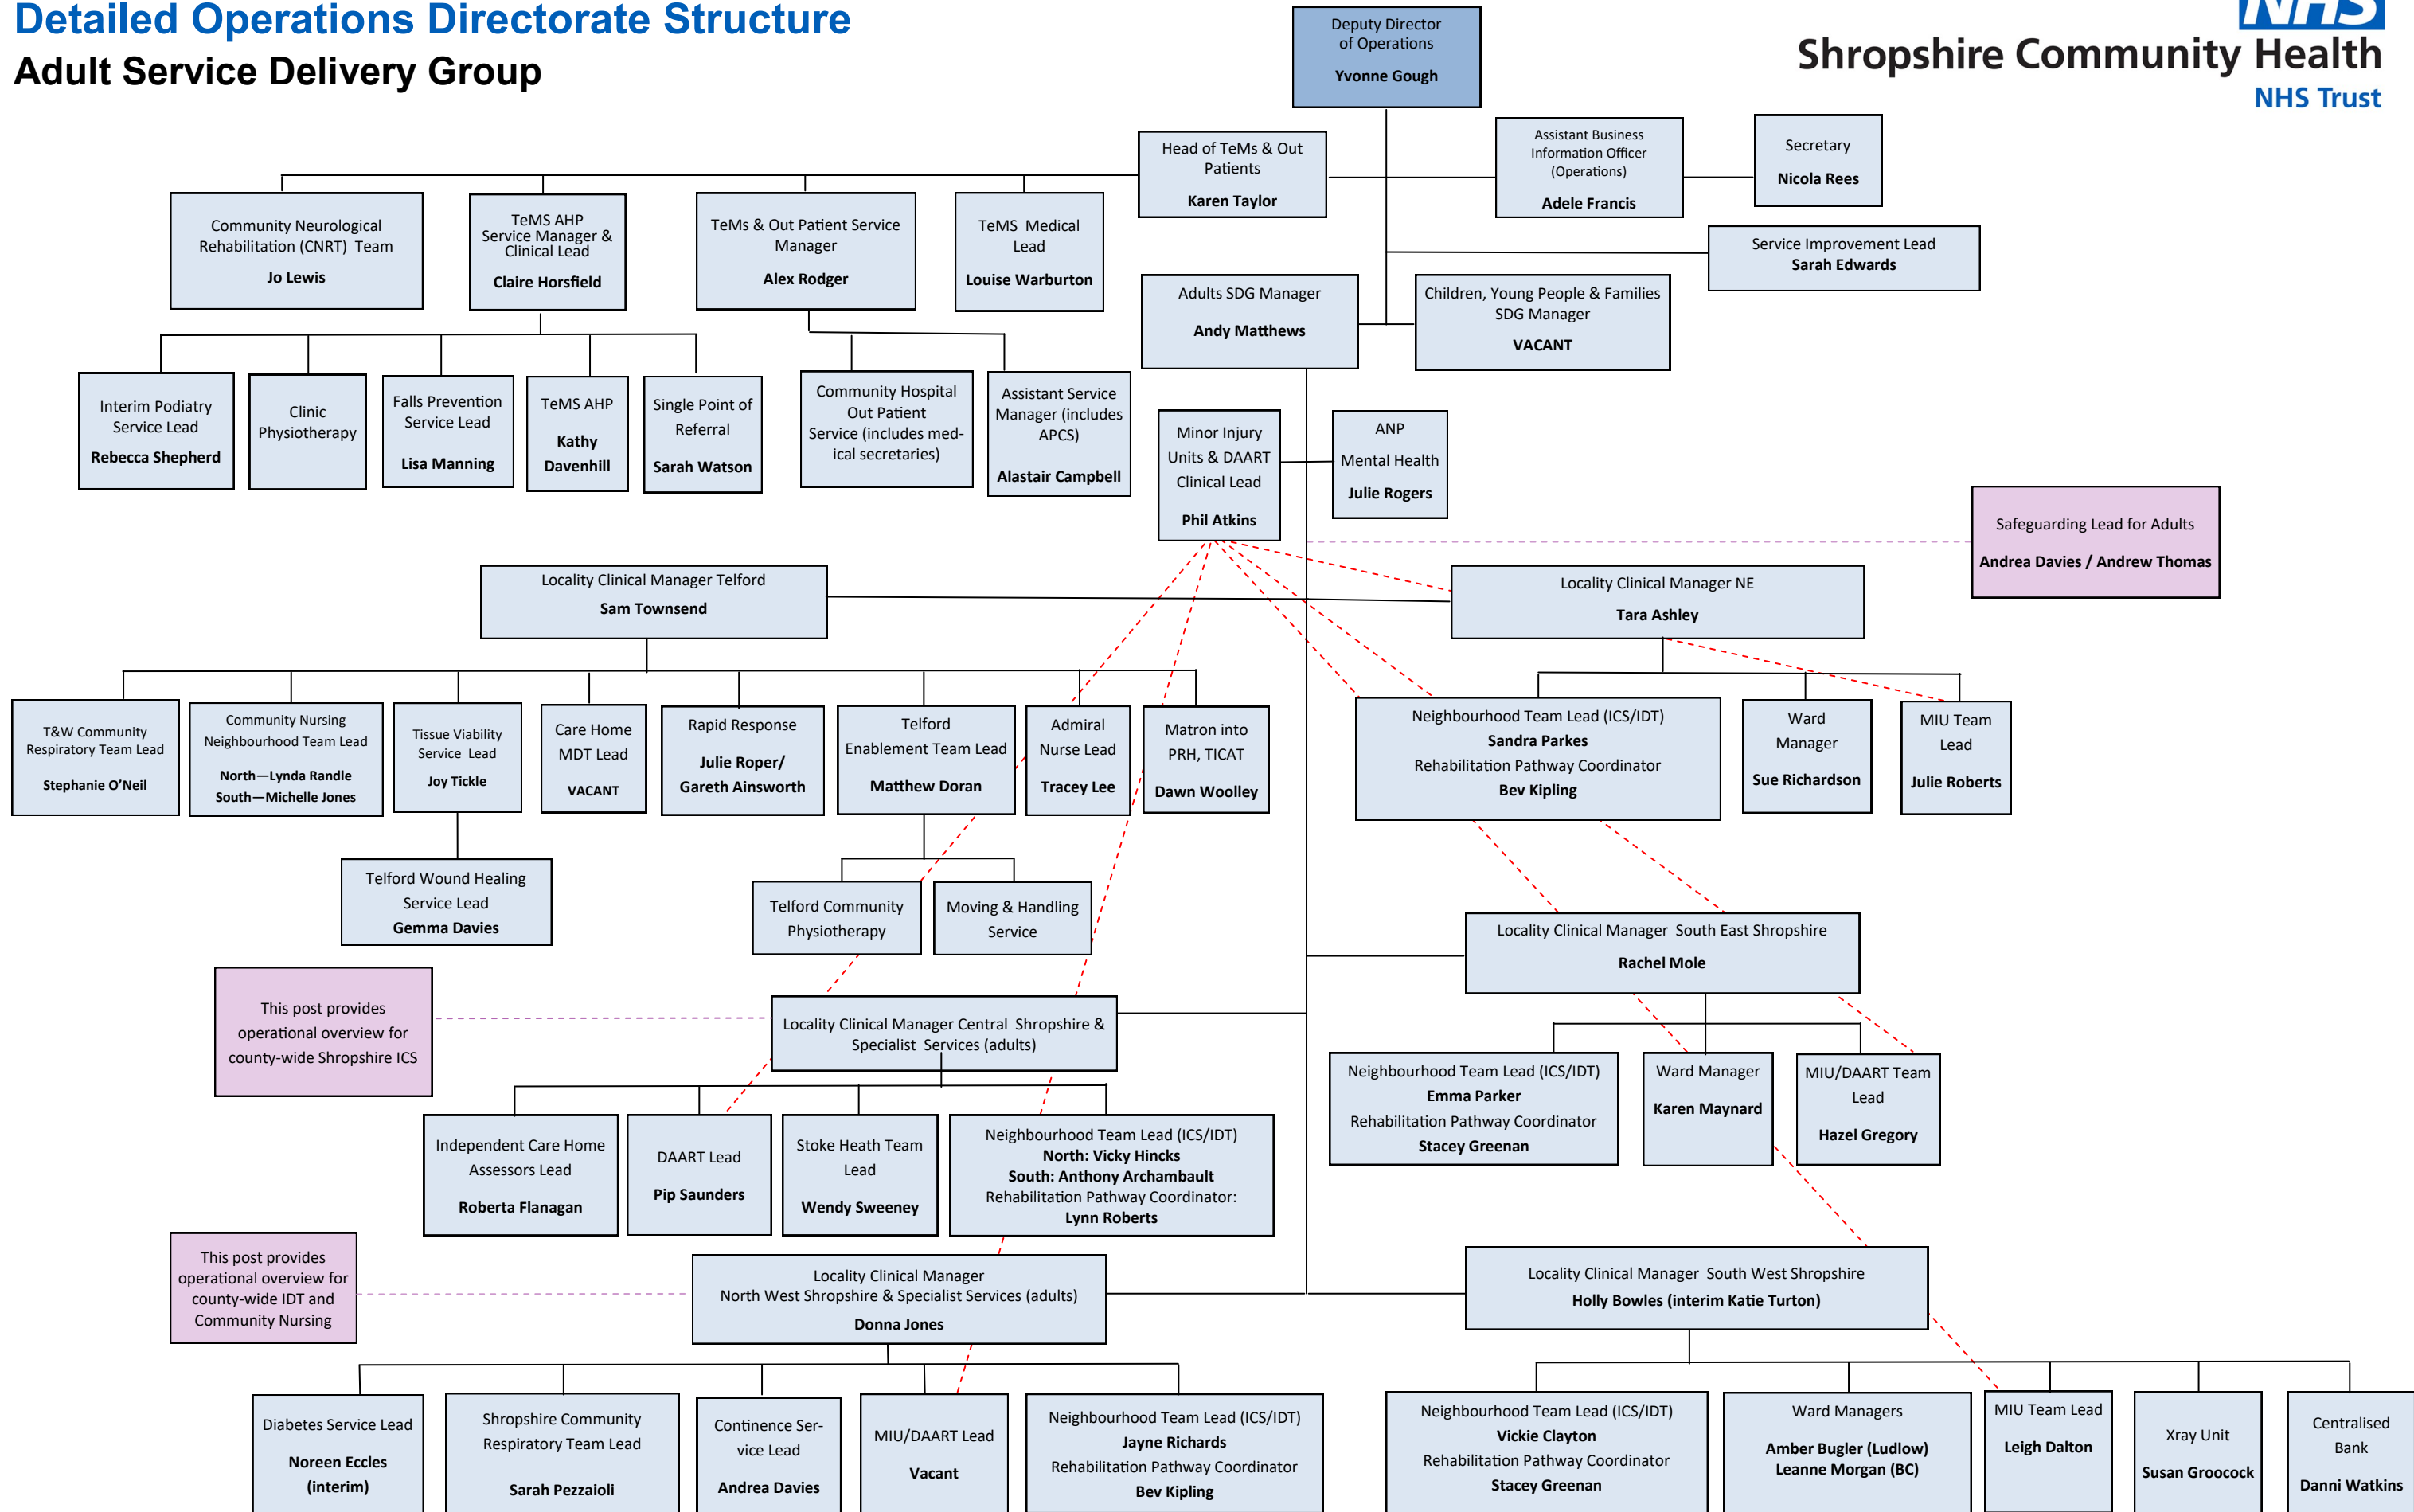 Detailed Operations Directorate Structure
Adult Service Delivery Group
NHS
Shropshire Community Health
NHS Trust
Deputy Director
of Operations
Yvonne Gough
Head of TeMs & Out
Patients
Karen Taylor
Assistant Business
Information Officer
(Operations)
Adele Francis
Secretary
Nicola Rees
Service Improvement Lead
Sarah Edwards
Community Neurological
Rehabilitation (CNRT) Team
Jo Lewis
TeMS AHP
Service Manager &
Clinical Lead
Claire Horsfield
TeMs & Out Patient Service
Manager
Alex Rodger
TeMS Medical
Lead
Louise Warburton
Adults SDG Manager
Andy Matthews
Children, Young People & Families
SDG Manager
VACANT
Interim Podiatry
Service Lead
Rebecca Shepherd
Clinic
Physiotherapy
Falls Prevention
Service Lead
Lisa Manning
TeMS AHP
Kathy
Davenhill
Single Point of
Referral
Sarah Watson
Community Hospital
Out Patient
Service (includes med-
ical secretaries)
Assistant Service
Manager (includes
APCS)
Alastair Campbell
Minor Injury
Units & DAART
Clinical Lead
Phil Atkins
ANP
Mental Health
Julie Rogers
Safeguarding Lead for Adults
Andrea Davies / Andrew Thomas
Locality Clinical Manager Telford
Sam Townsend
Locality Clinical Manager NE
Tara Ashley
T&W Community
Respiratory Team Lead
Stephanie O’Neil
Community Nursing
Neighbourhood Team Lead
North—Lynda Randle
South—Michelle Jones
Tissue Viability
Service Lead
Joy Tickle
Care Home
MDT Lead
VACANT
Rapid Response
Julie Roper/
Gareth Ainsworth
Telford
Enablement Team Lead
Matthew Doran
Admiral
Nurse Lead
Tracey Lee
Matron into
PRH, TICAT
Dawn Woolley
Neighbourhood Team Lead (ICS/IDT)
Sandra Parkes
Rehabilitation Pathway Coordinator
Bev Kipling
Ward
Manager
Sue Richardson
MIU Team
Lead
Julie Roberts
Telford Wound Healing
Service Lead
Gemma Davies
Telford Community
Physiotherapy
Moving & Handling
Service
Locality Clinical Manager South East Shropshire
Rachel Mole
This post provides
operational overview for
county-wide Shropshire ICS
Locality Clinical Manager Central Shropshire &
Specialist Services (adults)
Neighbourhood Team Lead (ICS/IDT)
Emma Parker
Rehabilitation Pathway Coordinator
Stacey Greenan
Ward Manager
Karen Maynard
MIU/DAART Team
Lead
Hazel Gregory
Independent Care Home
Assessors Lead
Roberta Flanagan
DAART Lead
Pip Saunders
Stoke Heath Team
Lead
Wendy Sweeney
Neighbourhood Team Lead (ICS/IDT)
North: Vicky Hincks
South: Anthony Archambault
Rehabilitation Pathway Coordinator:
Lynn Roberts
This post provides
operational overview for
county-wide IDT and
Community Nursing
Locality Clinical Manager
North West Shropshire & Specialist Services (adults)
Donna Jones
Locality Clinical Manager South West Shropshire
Holly Bowles (interim Katie Turton)
Diabetes Service Lead
Noreen Eccles
(interim)
Shropshire Community
Respiratory Team Lead
Sarah Pezzaioli
Continence Ser-
vice Lead
Andrea Davies
MIU/DAART Lead
Vacant
Neighbourhood Team Lead (ICS/IDT)
Jayne Richards
Rehabilitation Pathway Coordinator
Bev Kipling
Neighbourhood Team Lead (ICS/IDT)
Vickie Clayton
Rehabilitation Pathway Coordinator
Stacey Greenan
Ward Managers
Amber Bugler (Ludlow)
Leanne Morgan (BC)
MIU Team Lead
Leigh Dalton
Xray Unit
Susan Groocock
Centralised
Bank
Danni Watkins